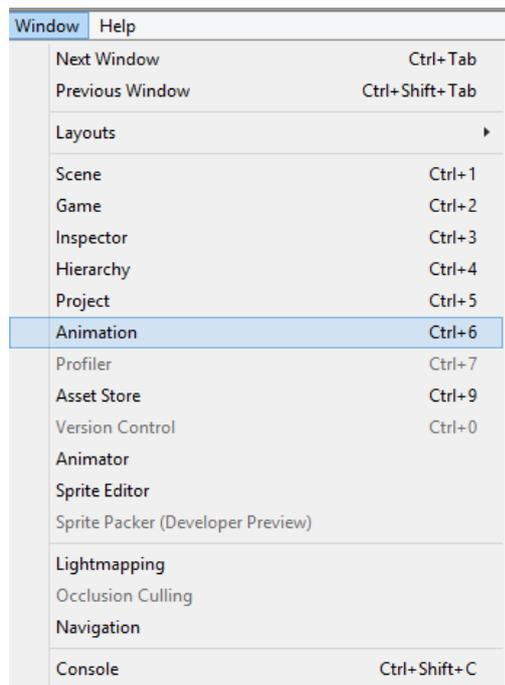 Window Help
Next Window Ctrl+Tab
Previous Window Ctrl+Shift+Tab
Layouts
Scene Ctrl+1
Game Ctrl+2
Inspector Ctrl+3
Hierarchy Ctrl+4
Project Ctrl+5
Animation Ctrl+6
Profiler Ctrl+7
Asset Store Ctrl+9
Version Control Ctrl+0
Animator
Sprite Editor
Sprite Packer (Developer Preview)
Lightmapping
Occlusion Culling
Navigation
Console Ctrl+Shift+C